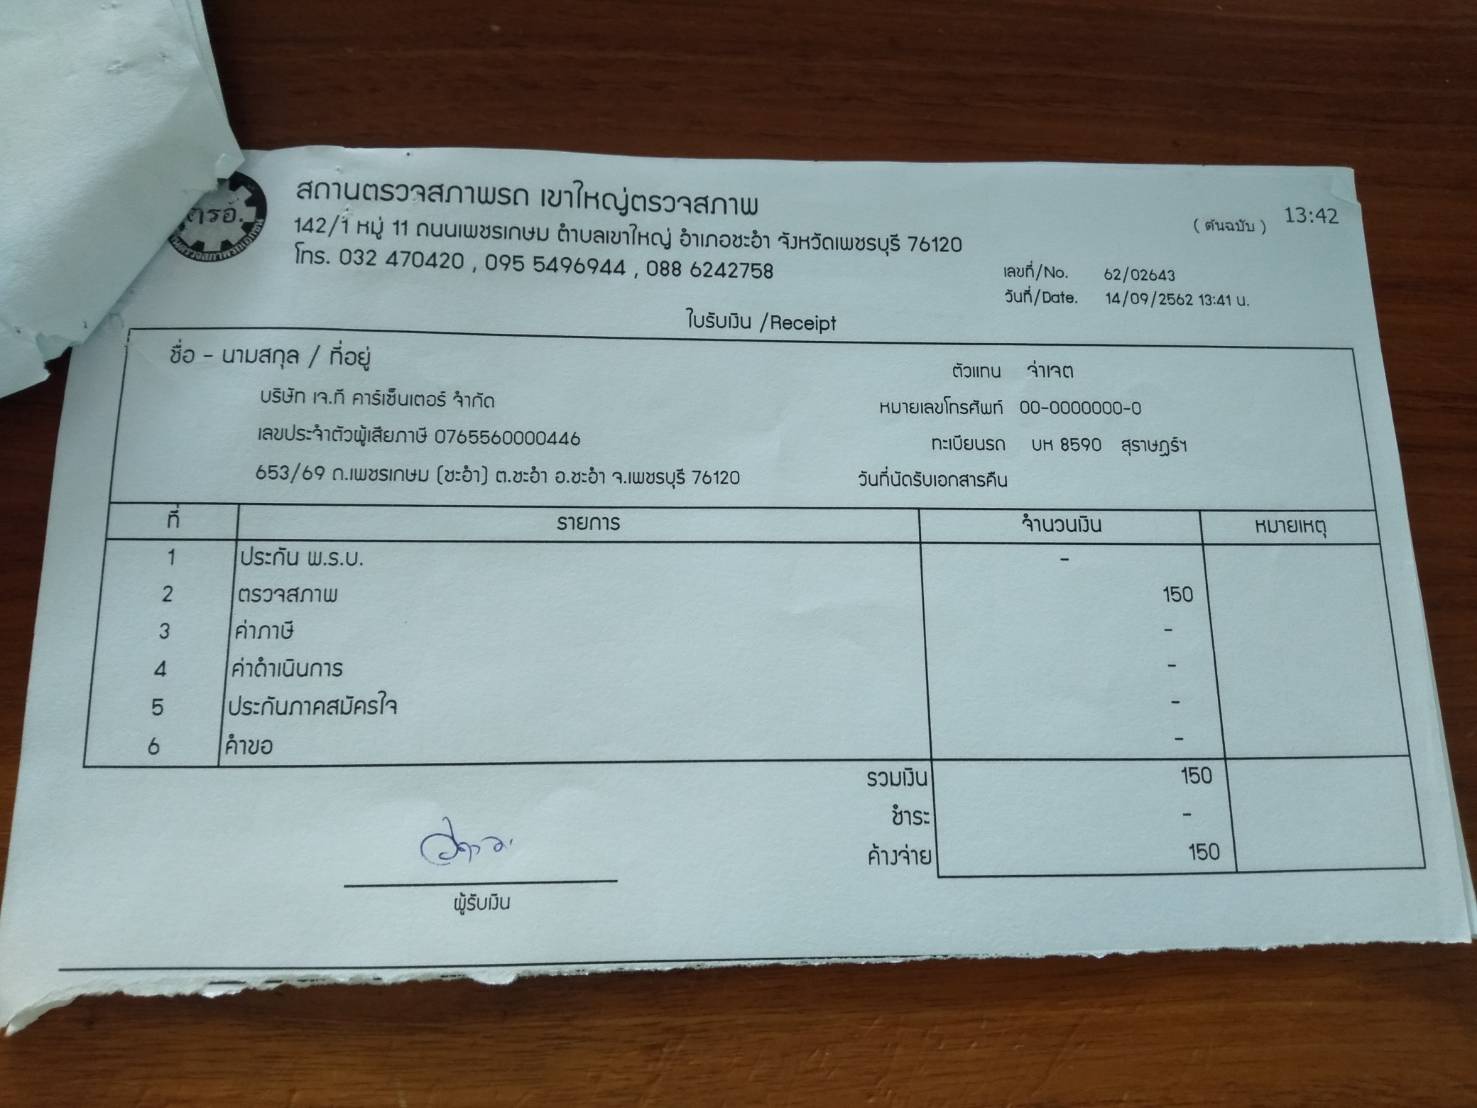 ตรอ.
สถานตรวจสภาพรถ เขาใหญ่ตรวจสภาพ
142/1 หมู่ 11 ถนนเพชรเกษม ตำบลเขาใหญ่ อำเภอชะอำ จังหวัดเพชรบุรี 76120
โทร. 032 470420 , 095 5496944 , 088 6242758
( ต้นฉบับ ) 13:42
เลขที่/No. 62/02643
วันที่/Date. 14/09/2562 13:41 น.
ใบรับเงิน /Receipt
ชื่อ - นามสกุล / ที่อยู่
บริษัท เจ.ที คาร์เซ็นเตอร์ จำกัด
เลขประจำตัวผู้เสียภาษี 0765560000446
653/69 ถ.เพชรเกษม (ชะอำ) ต.ชะอำ อ.ชะอำ จ.เพชรบุรี 76120
ตัวแทน จ่าเจต
หมายเลขโทรศัพท์ 00-0000000-0
ทะเบียนรถ บห 8590 สุราษฎร์ฯ
วันที่นัดรับเอกสารคืน
ที่ รายการ จำนวนเงิน หมายเหตุ
1 ประกัน พ.ร.บ. -
2 ตรวจสภาพ 150
3 ค่าภาษี -
4 ค่าดำเนินการ -
5 ประกันภาคสมัครใจ -
6 คำขอ -
รวมเงิน 150
ชำระ -
ค้างจ่าย 150
ผู้รับเงิน